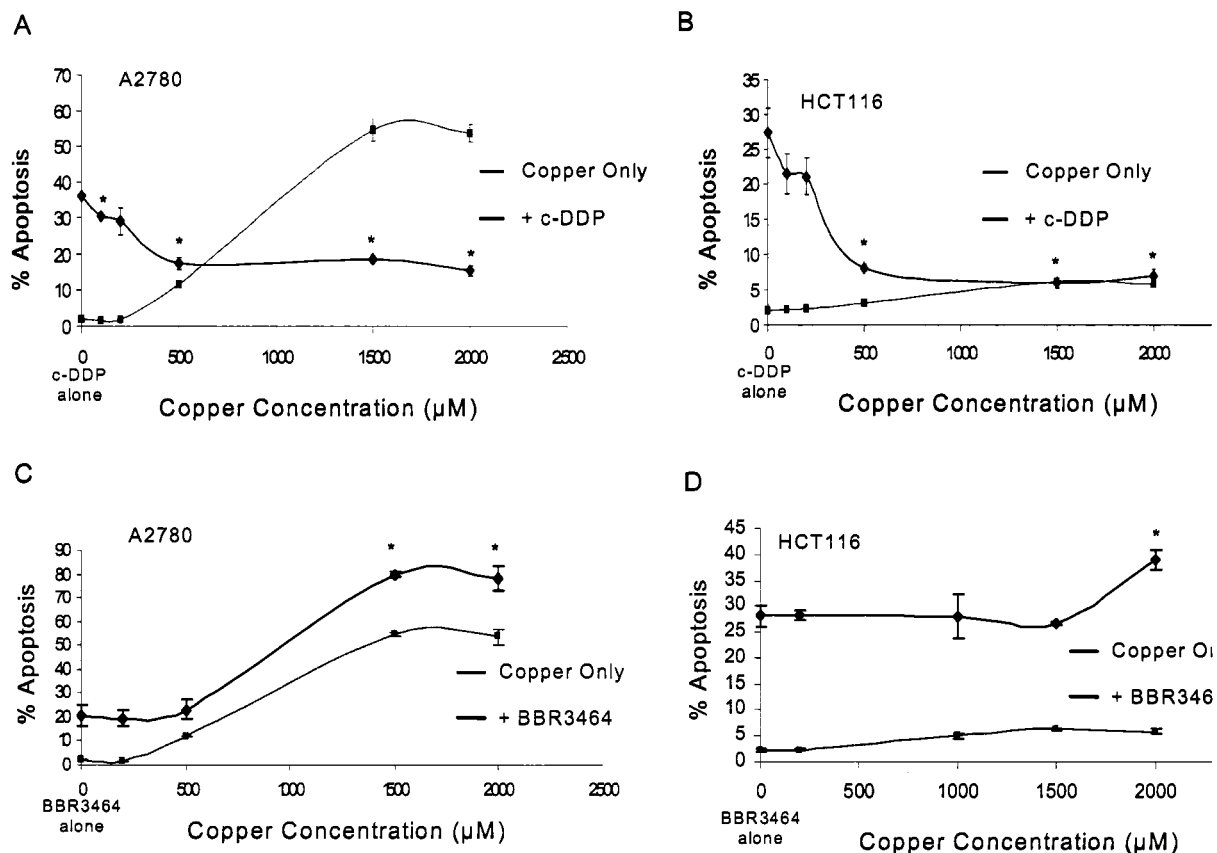 A
A2780
70
60
50
40
30
20
10
0
% Apoptosis
*
*
*
*
Copper Only
+ c-DDP
0 500 1000 1500 2000 2500
c-DDP
alone
Copper Concentration (µM)
B
HCT116
35
30
25
20
15
10
5
0
% Apoptosis
*
*
*
Copper Only
+ c-DDP
0 500 1000 1500 2000
c-DDP
alone
Copper Concentration (µM)
C
A2780
90
80
70
60
50
40
30
20
10
0
% Apoptosis
*
*
Copper Only
+ BBR3464
0 500 1000 1500 2000 2500
BBR3464
alone
Copper Concentration (µM)
D
HCT116
45
40
35
30
25
20
15
10
5
0
% Apoptosis
*
Copper
+ BBR346
0 500 1000 1500 2000
BBR3464
alone
Copper Concentration (µM)